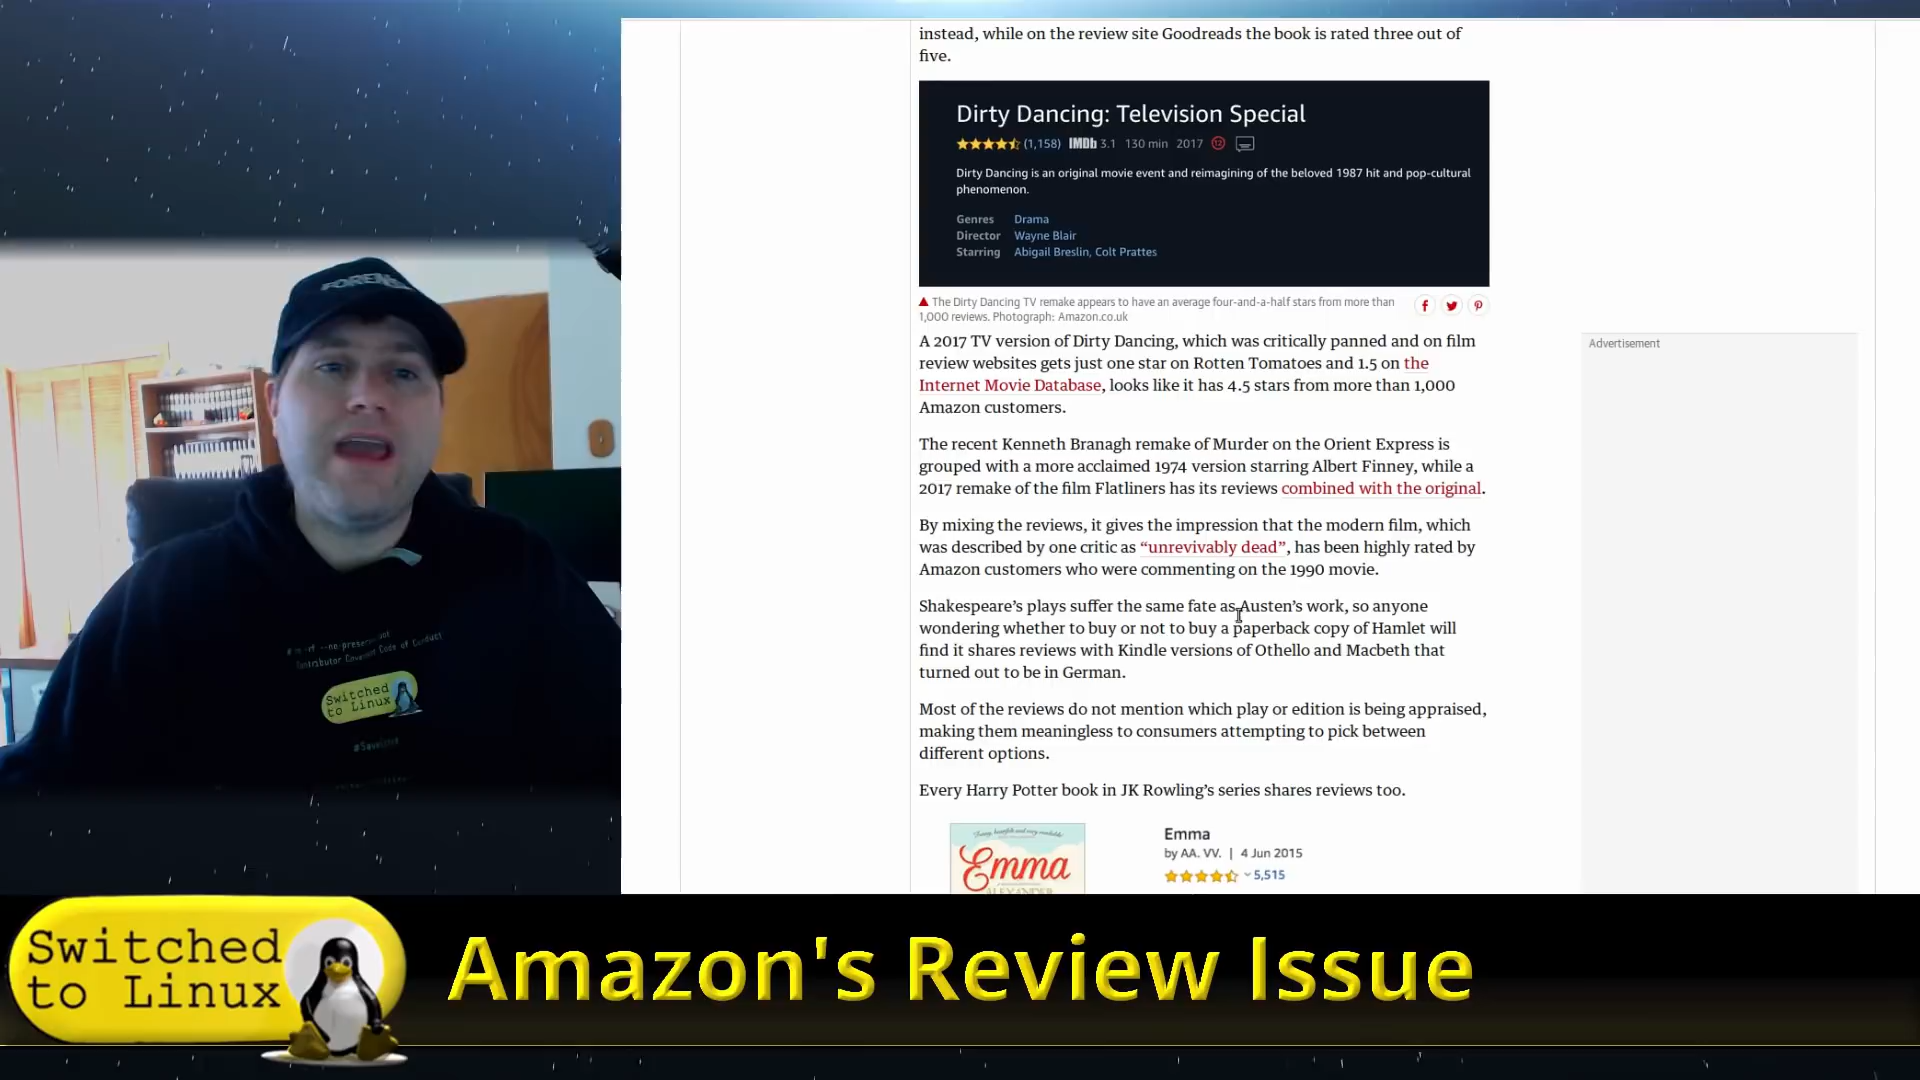 instead, while on the review site Goodreads the book is rated three out of
five.
Dirty Dancing: Television Special
(1,158) IMDb 3.1 130 min 2017 12
Dirty Dancing is an original movie event and reimagining of the beloved 1987 hit and pop-cultural
phenomenon.
Genres Drama
Director Wayne Blair
Starring Abigail Breslin, Colt Prattes
The Dirty Dancing TV remake appears to have an average four-and-a-half stars from more than
1,000 reviews. Photograph: Amazon.co.uk
A 2017 TV version of Dirty Dancing, which was critically panned and on film
review websites gets just one star on Rotten Tomatoes and 1.5 on the
Internet Movie Database, looks like it has 4.5 stars from more than 1,000
Amazon customers.
Advertisement
The recent Kenneth Branagh remake of Murder on the Orient Express is
grouped with a more acclaimed 1974 version starring Albert Finney, while a
2017 remake of the film Flatliners has its reviews combined with the original.
By mixing the reviews, it gives the impression that the modern film, which
was described by one critic as “unrevivably dead”, has been highly rated by
Amazon customers who were commenting on the 1990 movie.
Shakespeare’s plays suffer the same fate as Austen’s work, so anyone
wondering whether to buy or not to buy a paperback copy of Hamlet will
find it shares reviews with Kindle versions of Othello and Macbeth that
turned out to be in German.
Most of the reviews do not mention which play or edition is being appraised,
making them meaningless to consumers attempting to pick between
different options.
Every Harry Potter book in JK Rowling’s series shares reviews too.
Emma
ALEXANDER
Emma
by AA. VV. | 4 Jun 2015
5,515
# rm -rf --no-preserve-root
Contributor Covenant Code of Conduct
Switched
to Linux
Switched
to Linux
Amazon's Review Issue